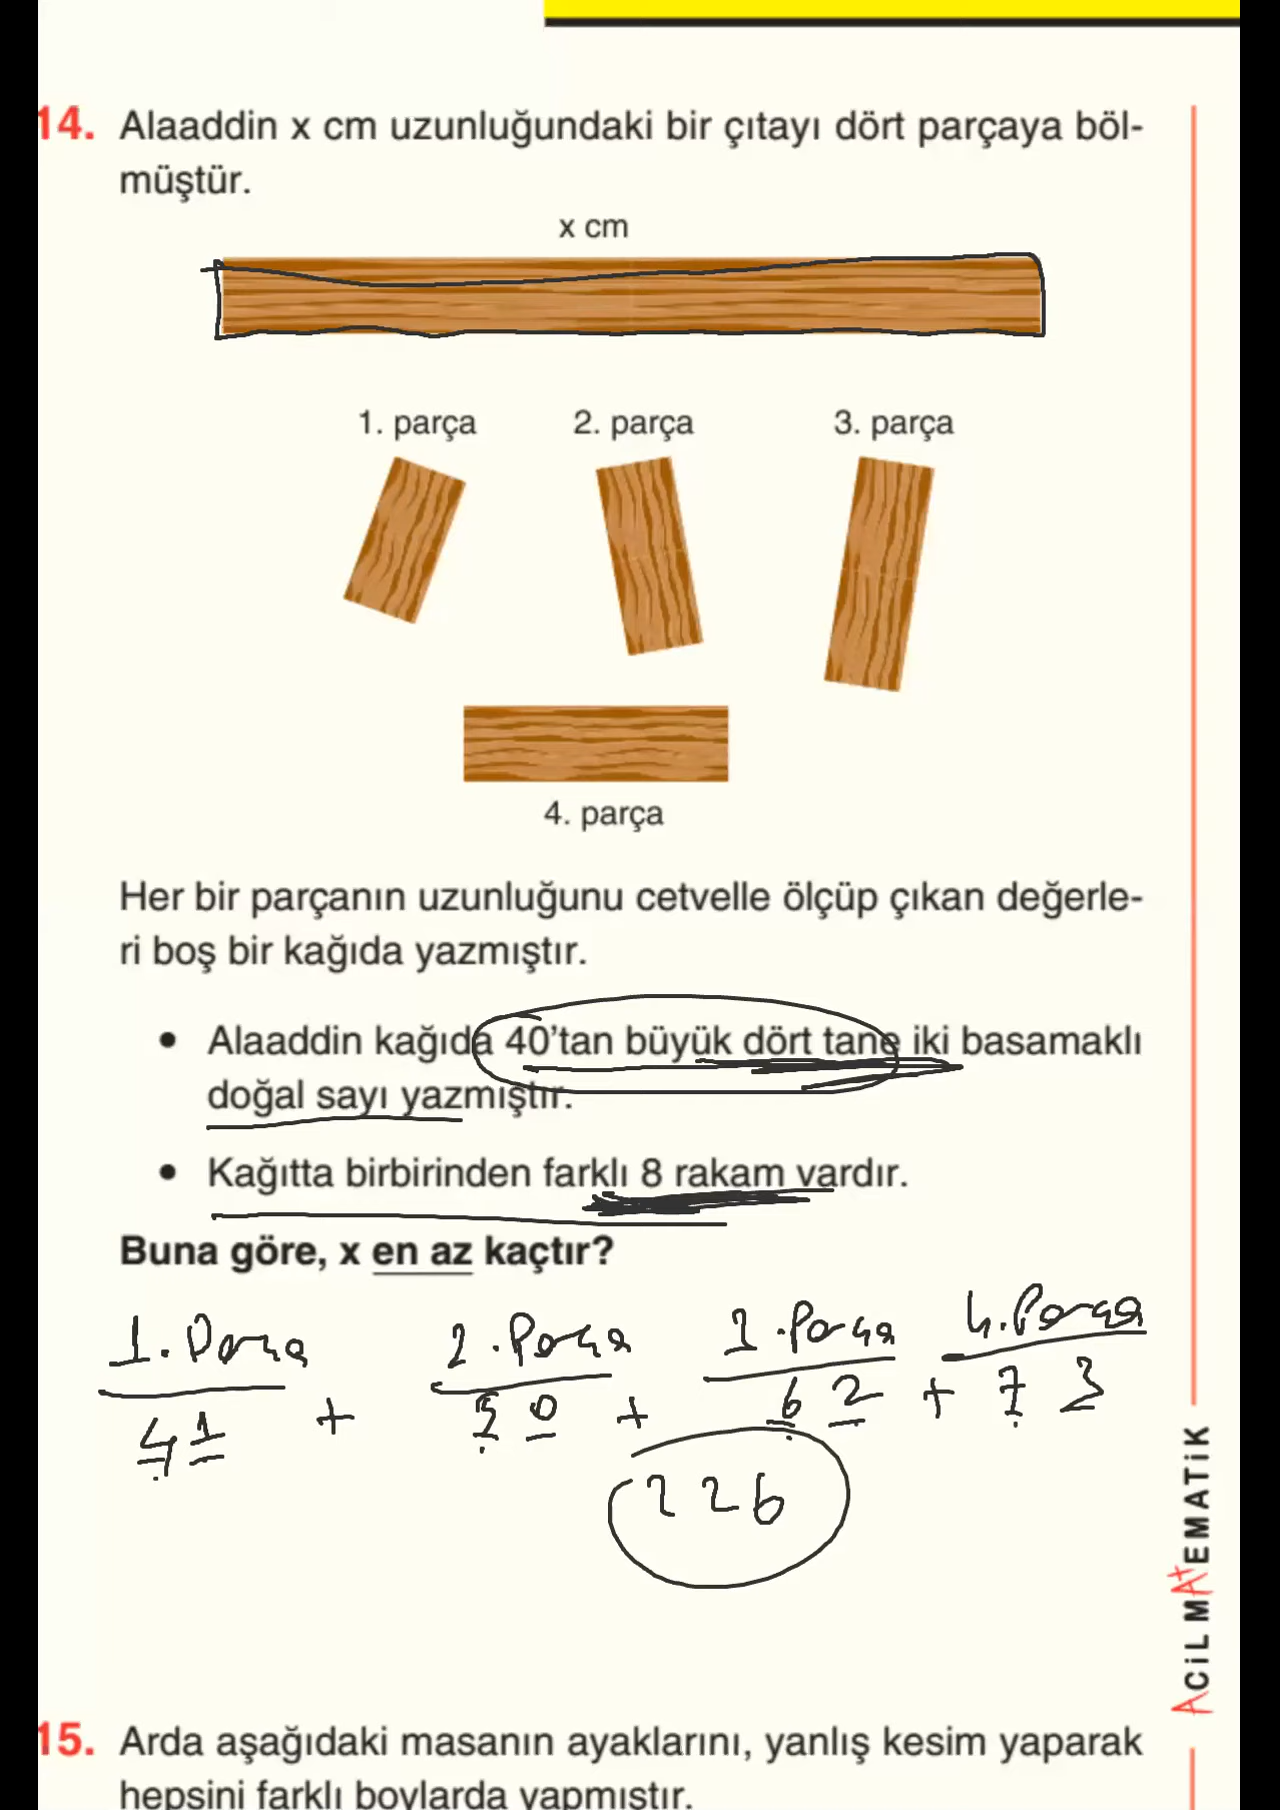 14. Alaaddin x cm uzunluğundaki bir çıtayı dört parçaya böl-
müştür.
x cm
1. parça 2. parça 3. parça
4. parça
Her bir parçanın uzunluğunu cetvelle ölçüp çıkan değerle-
ri boş bir kağıda yazmıştır.
• Alaaddin kağıda 40'tan büyük dört tane iki basamaklı
doğal sayı yazmıştır.
• Kağıtta birbirinden farklı 8 rakam vardır.
Buna göre, x en az kaçtır?
1. Parça 2. Parça 3. Parça 4. Parça
41 + 50 + 62 + 73
226
ACİL MATEMATİK
15. Arda aşağıdaki masanın ayaklarını, yanlış kesim yaparak
hepsini farklı boylarda yapmıştır.